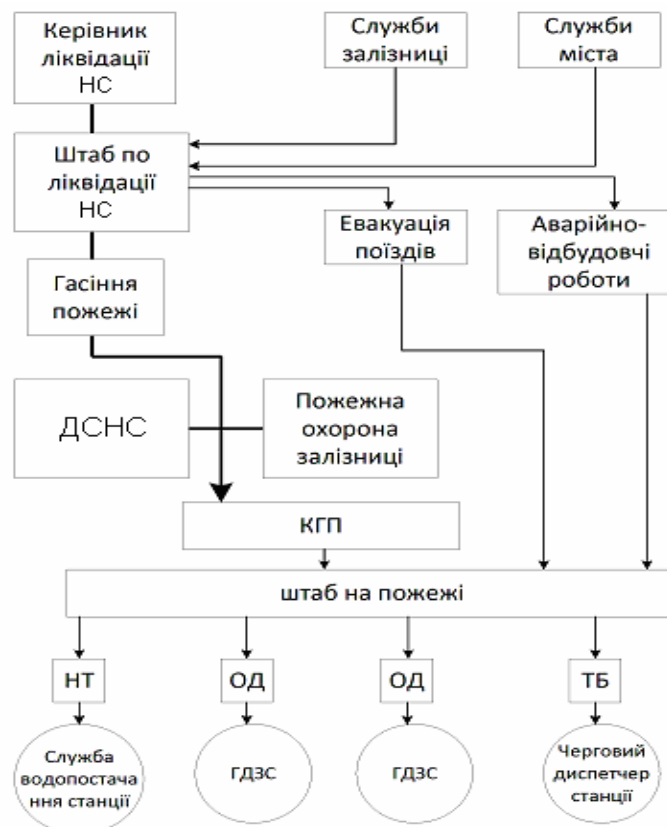 Керівник
ліквідації
НС
Служби
залізниці
Служби
міста
Штаб по
ліквідації
НС
Евакуація
поїздів
Аварійно-
відбудовчі
роботи
Гасіння
пожежі
ДСНС
Пожежна
охорона
залізниці
КГП
штаб на пожежі
НТ
ОД
ОД
ТБ
Служба
водопостача
ння станції
ГДЗС
ГДЗС
Черговий
диспетчер
станції